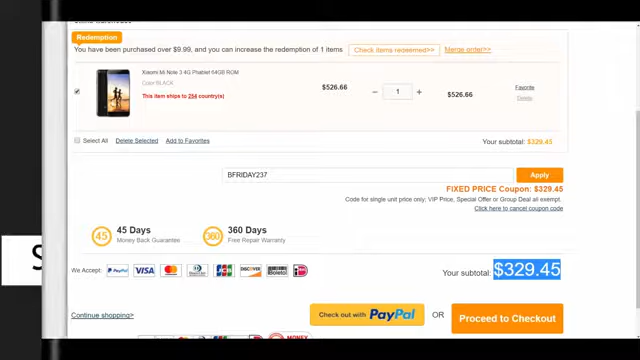 Redemption
You have been purchased over $9.99, and you can increase the redemption of 1 items
Check items redeemed>>
Merge order>>
Xiaomi Mi Note 3 4G Phablet 64GB ROM
Color:BLACK
This item ships to 254 country(s)
$526.66
− 1 +
$526.66
Favorite
Delete
Select All
Delete Selected
Add to Favorites
Your subtotal: $329.45
BFRIDAY237
Apply
FIXED PRICE Coupon: $329.45
Code for single unit price only; VIP Price, Special Offer or Group Deal all exempt.
Click here to cancel coupon code
45
45 Days
Money Back Guarantee
360
360 Days
Free Repair Warranty
S
We Accept:
PayPal
VISA
JCB
DISCOVER
Your subtotal: $329.45
Continue shopping>
Check out with PayPal
OR
Proceed to Checkout